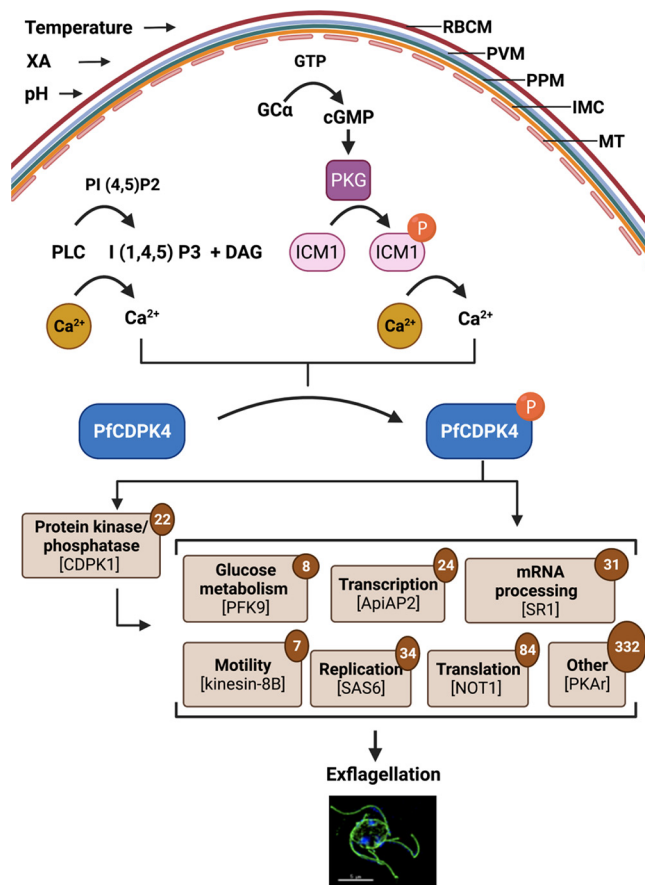 Temperature
XA
pH
RBCM
PVM
PPM
IMC
MT
GTP
GCα
cGMP
PKG
ICM1
ICM1
P
PI (4,5)P2
PLC
I (1,4,5) P3 + DAG
Ca²⁺
Ca²⁺
Ca²⁺
Ca²⁺
PfCDPK4
PfCDPK4
P
Protein kinase/
phosphatase
[CDPK1]
22
Glucose
metabolism
[PFK9]
8
Transcription
[ApiAP2]
24
mRNA
processing
[SR1]
31
Motility
[kinesin-8B]
7
Replication
[SAS6]
34
Translation
[NOT1]
84
Other
[PKAr]
332
Exflagellation
5 μm